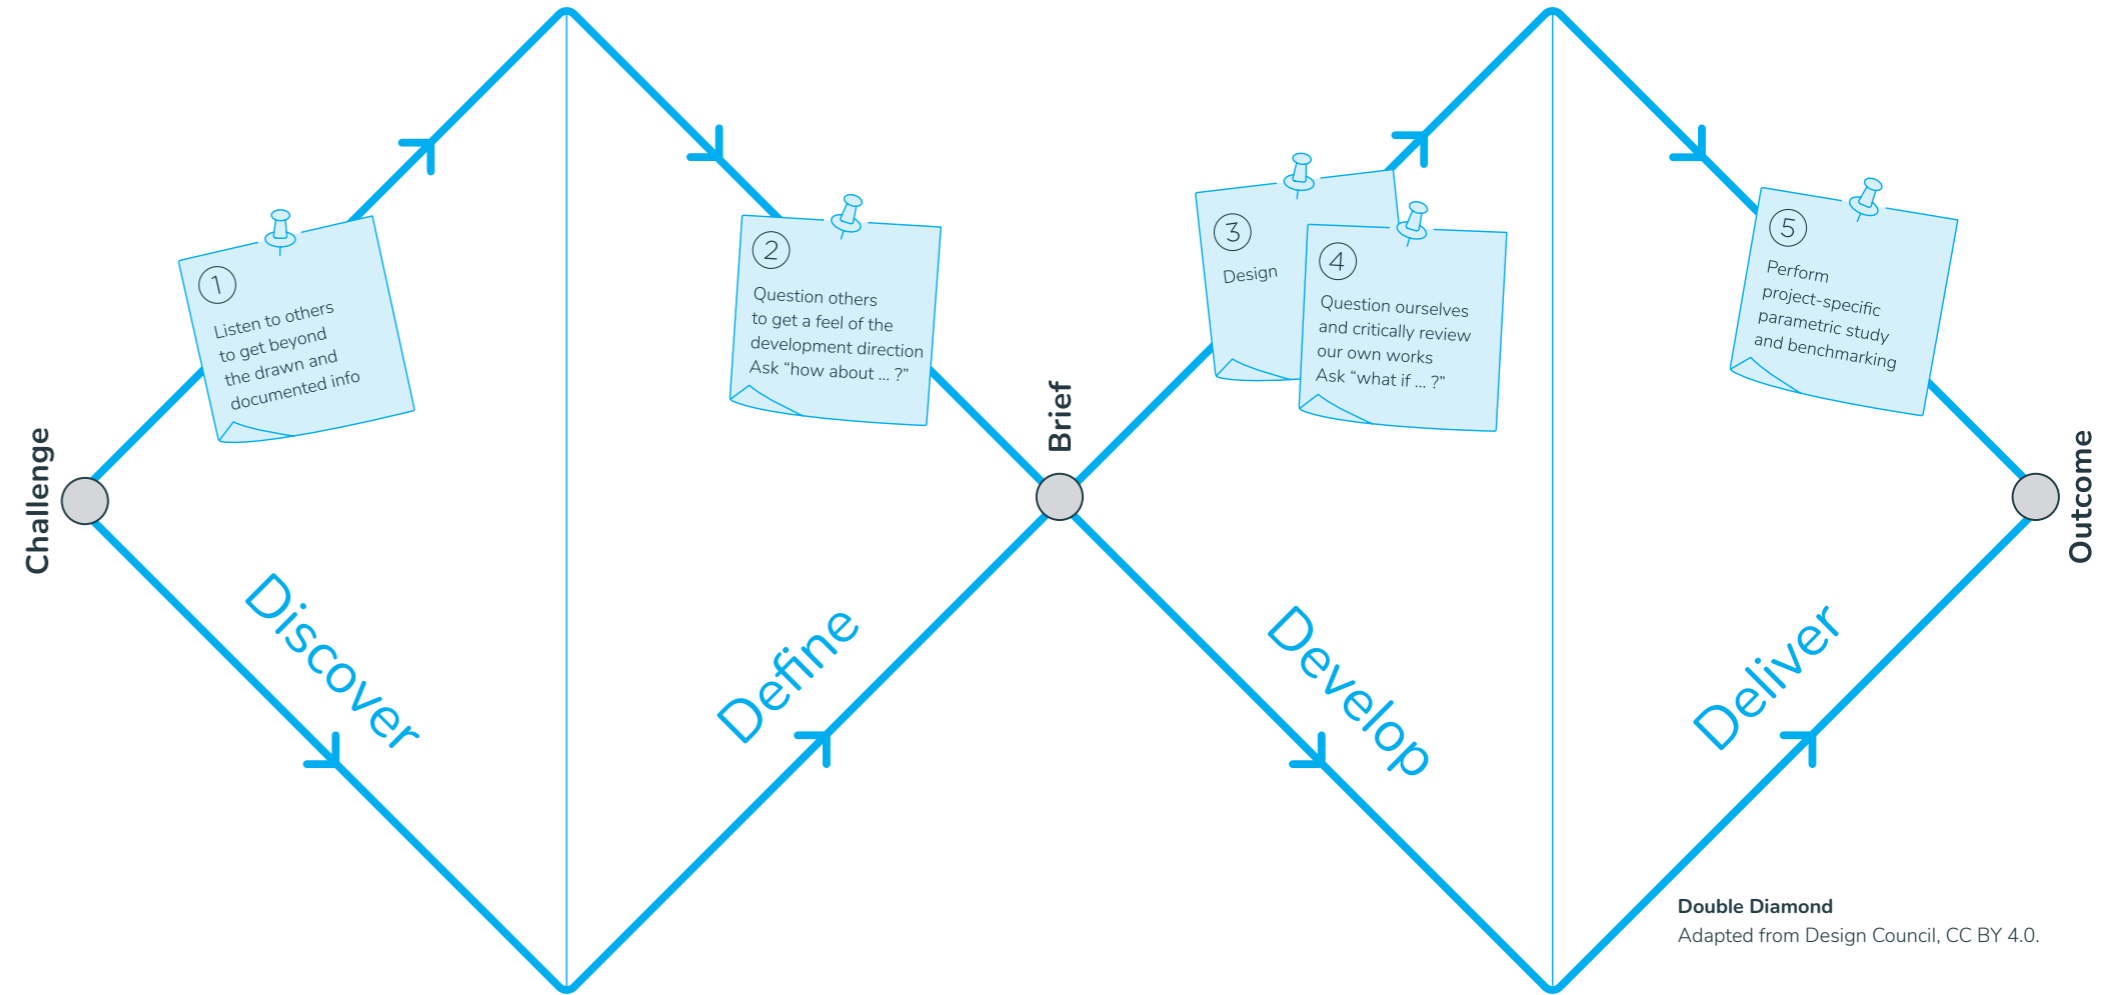 Challenge
1
Listen to others
to get beyond
the drawn and
documented info
Discover
2
Question others
to get a feel of the
development direction
Ask “how about ... ?”
Define
Brief
3
Design
4
Question ourselves
and critically review
our own works
Ask “what if ... ?”
Develop
5
Perform
project-specific
parametric study
and benchmarking
Deliver
Outcome
Double Diamond
Adapted from Design Council, CC BY 4.0.